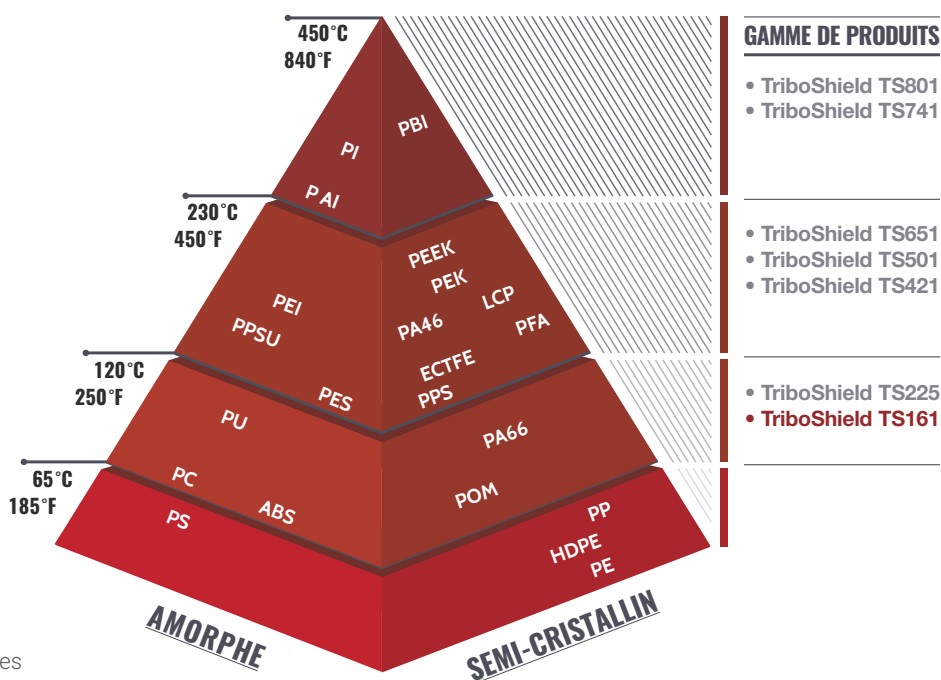 450°C
840°F
GAMME DE PRODUITS
• TriboShield TS801
• TriboShield TS741
PBI
PI
P AI
230°C
450°F
• TriboShield TS651
• TriboShield TS501
• TriboShield TS421
PEEK
PEK
LCP
PEI
PPSU
PA46
PFA
ECTFE
PPS
PES
120°C
250°F
• TriboShield TS225
• TriboShield TS161
PU
PA66
PC
ABS
POM
65°C
185°F
PS
PP
HDPE
PE
AMORPHE
SEMI-CRISTALLIN
es